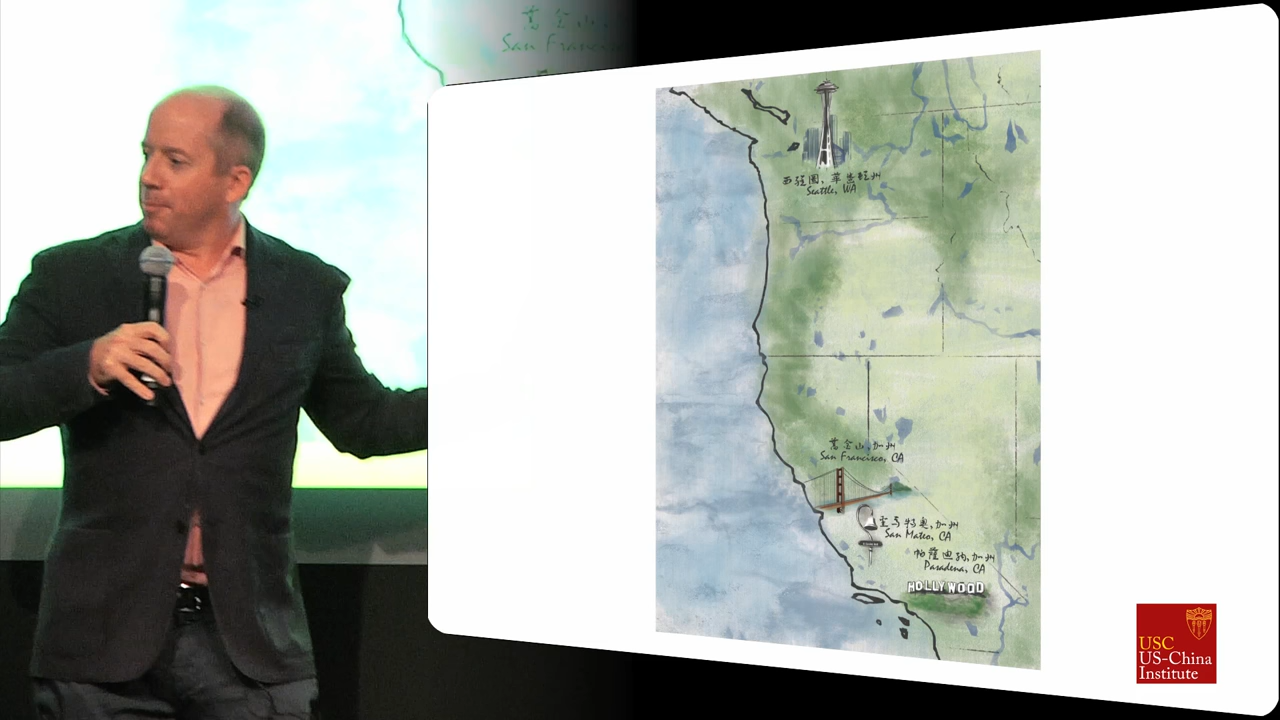 San Francisco
西雅图，华盛顿州
Seattle, WA
旧金山，加州
San Francisco, CA
圣马特奥，加州
San Mateo, CA
帕萨迪纳，加州
Pasadena, CA
HOLLYWOOD
USC
US-China
Institute